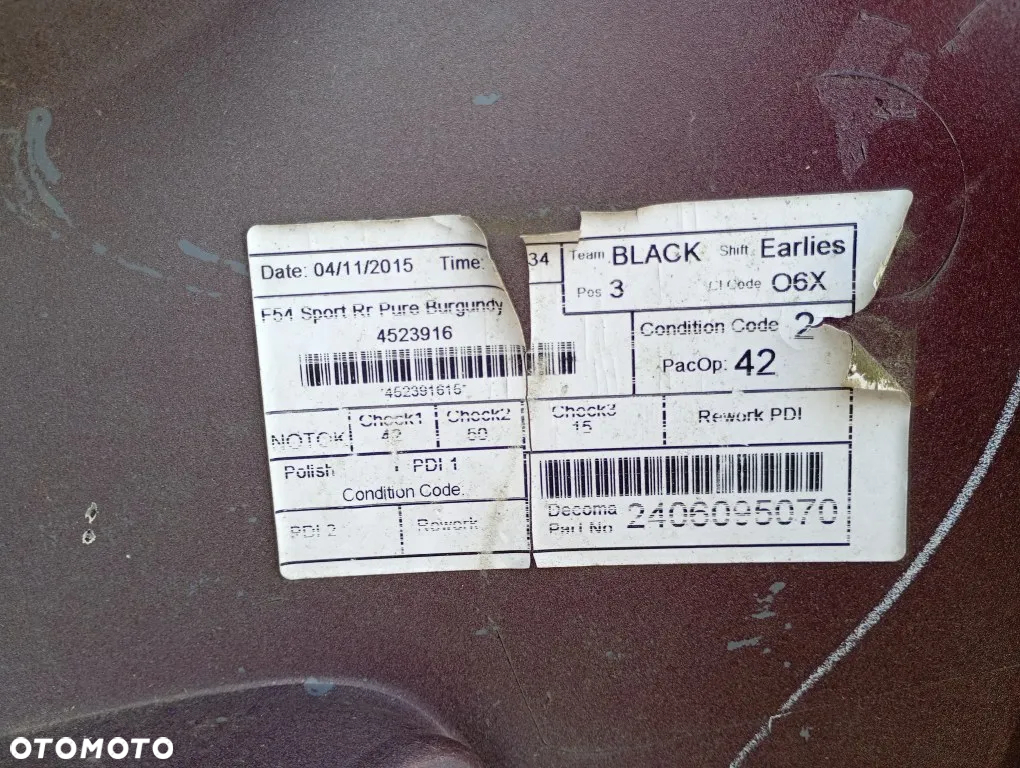 Date: 04/11/2015 Time: 34
Team BLACK Shift Earlies
Pos 3 CI Code O6X
F54 Sport Rr Pure Burgundy
4523916
*452391615*
Condition Code 2
PacOp: 42
NOTOK Check1 42 Check2 60 Check3 15 Rework PDI
Polish PDI 1
Condition Code.
PDI 2 Rework
Decoma Part No 2406095070
OTOMOTO